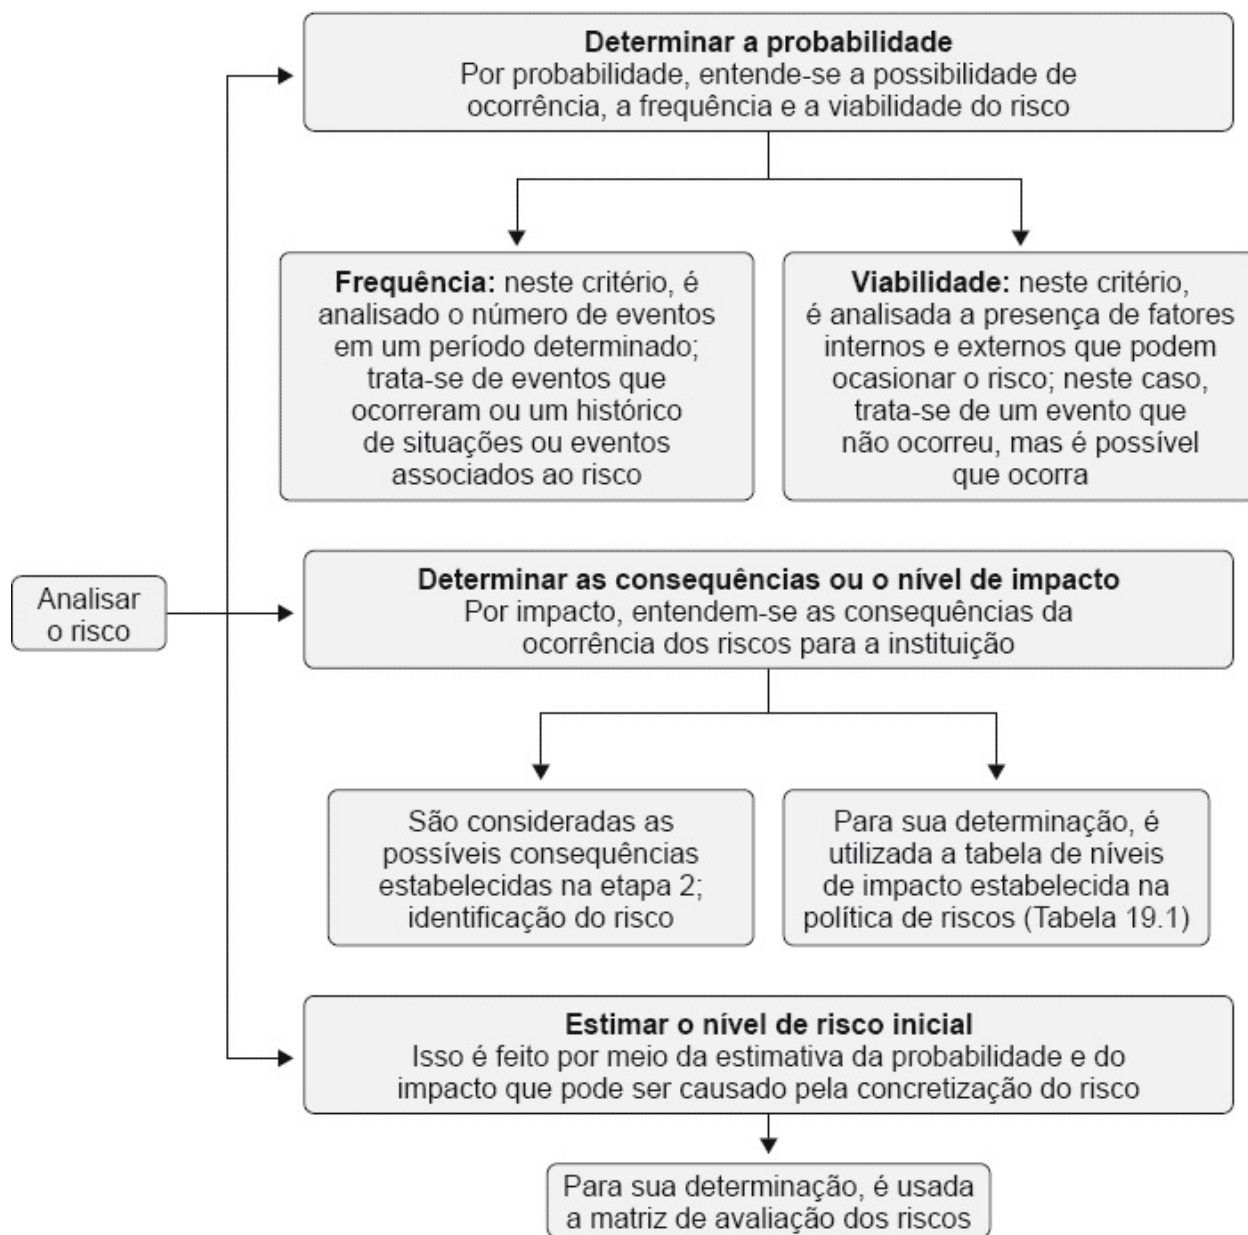 Determinar a probabilidade
Por probabilidade, entende-se a possibilidade de
ocorrência, a frequência e a viabilidade do risco
Frequência: neste critério, é
analisado o número de eventos
em um período determinado;
trata-se de eventos que
ocorreram ou um histórico
de situações ou eventos
associados ao risco
Viabilidade: neste critério,
é analisada a presença de fatores
internos e externos que podem
ocasionar o risco; neste caso,
trata-se de um evento que
não ocorreu, mas é possível
que ocorra
Analisar
o risco
Determinar as consequências ou o nível de impacto
Por impacto, entendem-se as consequências da
ocorrência dos riscos para a instituição
São consideradas as
possíveis consequências
estabelecidas na etapa 2;
identificação do risco
Para sua determinação, é
utilizada a tabela de níveis
de impacto estabelecida na
política de riscos (Tabela 19.1)
Estimar o nível de risco inicial
Isso é feito por meio da estimativa da probabilidade e do
impacto que pode ser causado pela concretização do risco
Para sua determinação, é usada
a matriz de avaliação dos riscos